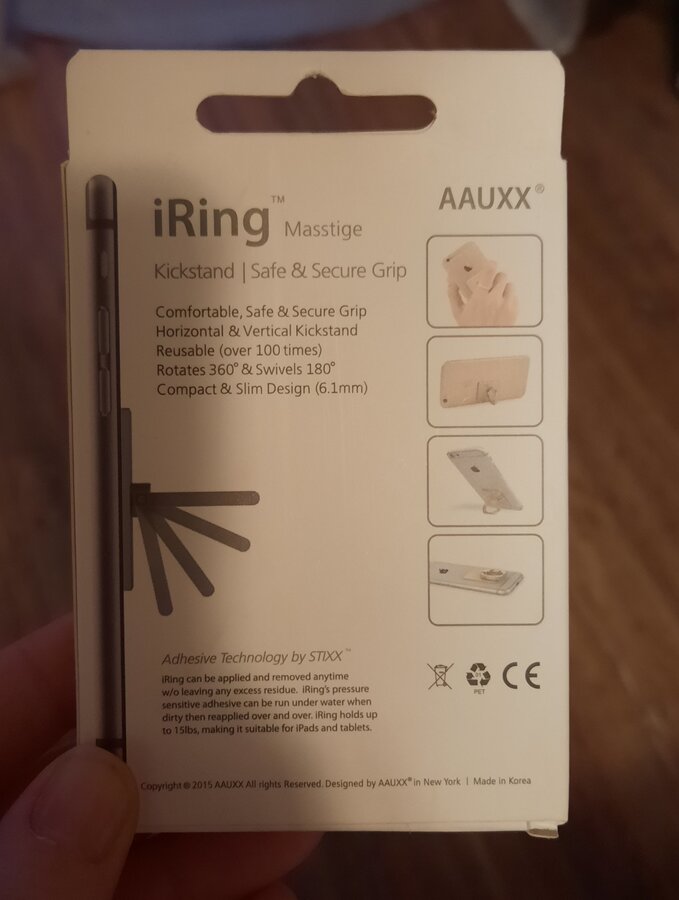 iRing™ Masstige
AAUXX®
Kickstand | Safe & Secure Grip
Comfortable, Safe & Secure Grip
Horizontal & Vertical Kickstand
Reusable (over 100 times)
Rotates 360° & Swivels 180°
Compact & Slim Design (6.1mm)
Adhesive Technology by STIXX™
iRing can be applied and removed anytime
w/o leaving any excess residue. iRing's pressure
sensitive adhesive can be run under water when
dirty then reapplied over and over. iRing holds up
to 15lbs, making it suitable for iPads and tablets.
01
PET
CE
Copyright © 2015 AAUXX All rights Reserved. Designed by AAUXX® in New York | Made in Korea